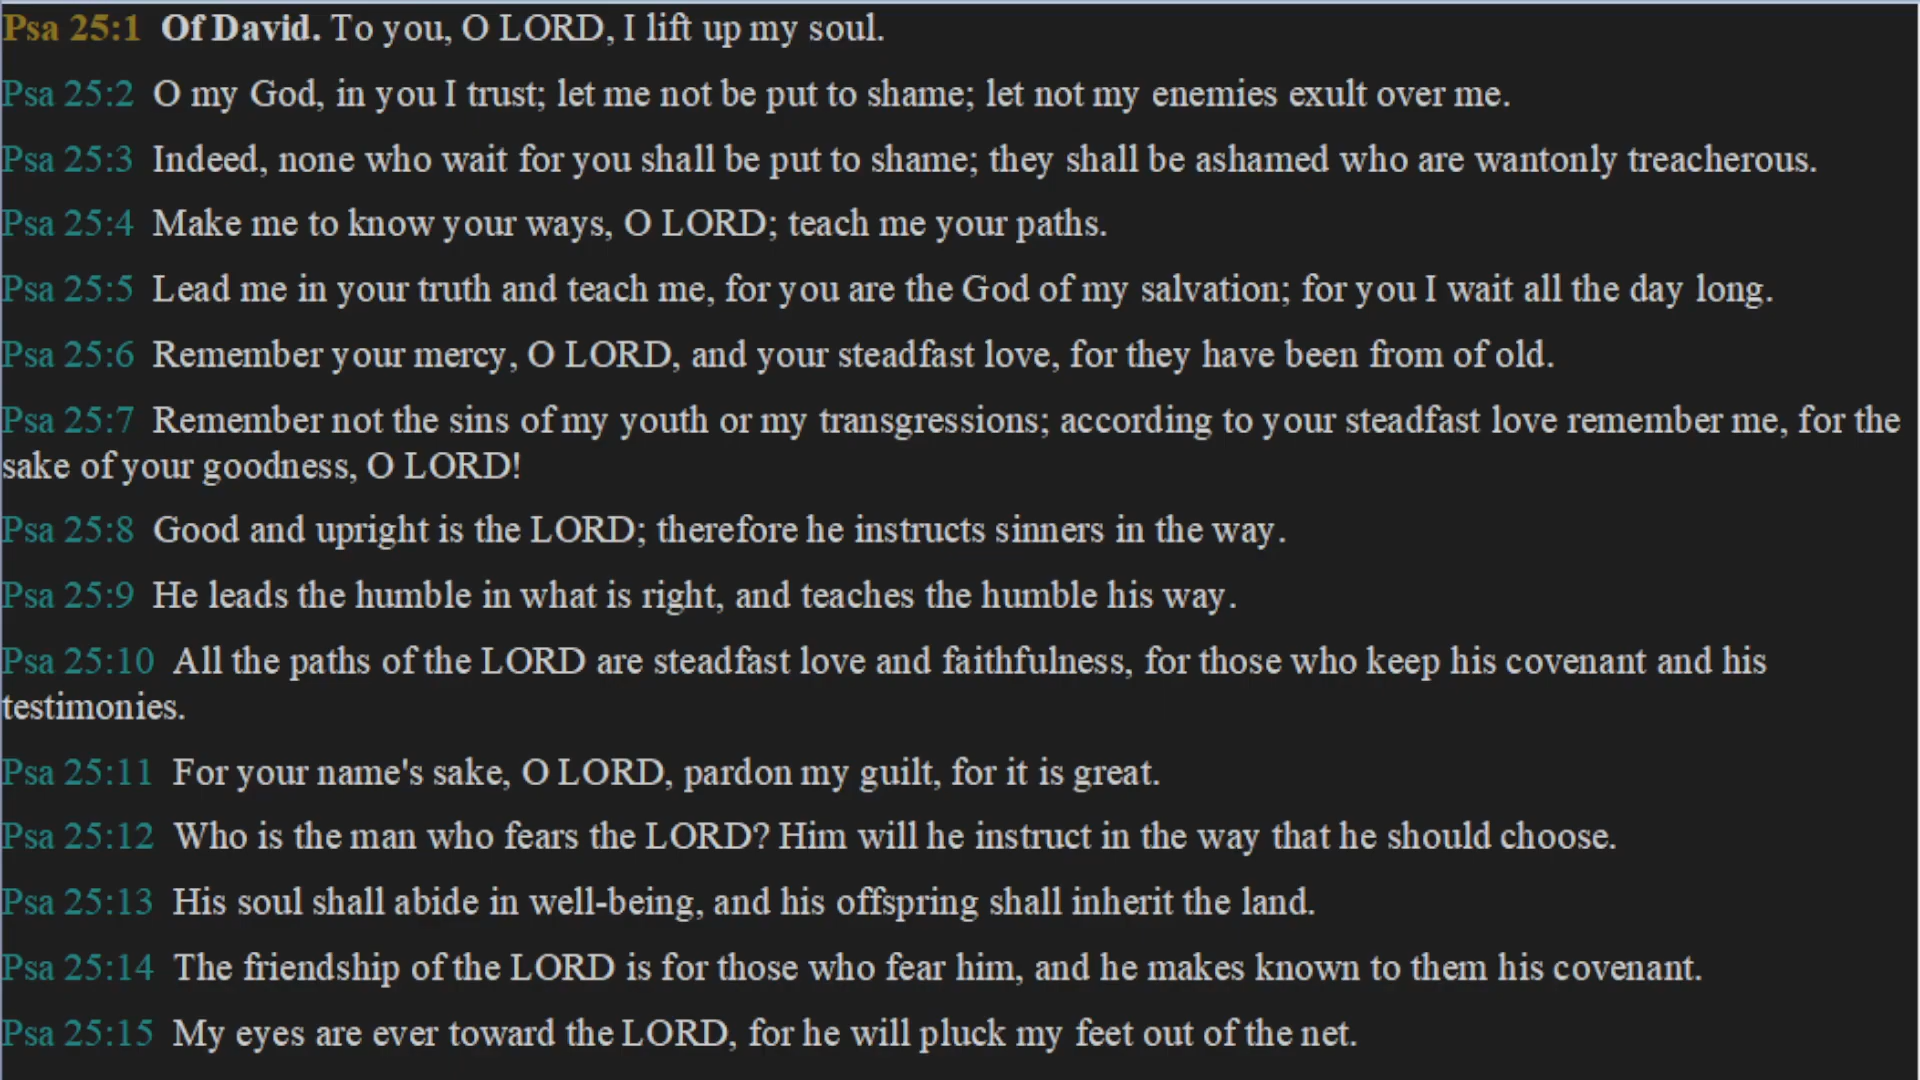 Psa 25:1 Of David. To you, O LORD, I lift up my soul.
Psa 25:2 O my God, in you I trust; let me not be put to shame; let not my enemies exult over me.
Psa 25:3 Indeed, none who wait for you shall be put to shame; they shall be ashamed who are wantonly treacherous.
Psa 25:4 Make me to know your ways, O LORD; teach me your paths.
Psa 25:5 Lead me in your truth and teach me, for you are the God of my salvation; for you I wait all the day long.
Psa 25:6 Remember your mercy, O LORD, and your steadfast love, for they have been from of old.
Psa 25:7 Remember not the sins of my youth or my transgressions; according to your steadfast love remember me, for the
sake of your goodness, O LORD!
Psa 25:8 Good and upright is the LORD; therefore he instructs sinners in the way.
Psa 25:9 He leads the humble in what is right, and teaches the humble his way.
Psa 25:10 All the paths of the LORD are steadfast love and faithfulness, for those who keep his covenant and his
testimonies.
Psa 25:11 For your name's sake, O LORD, pardon my guilt, for it is great.
Psa 25:12 Who is the man who fears the LORD? Him will he instruct in the way that he should choose.
Psa 25:13 His soul shall abide in well-being, and his offspring shall inherit the land.
Psa 25:14 The friendship of the LORD is for those who fear him, and he makes known to them his covenant.
Psa 25:15 My eyes are ever toward the LORD, for he will pluck my feet out of the net.